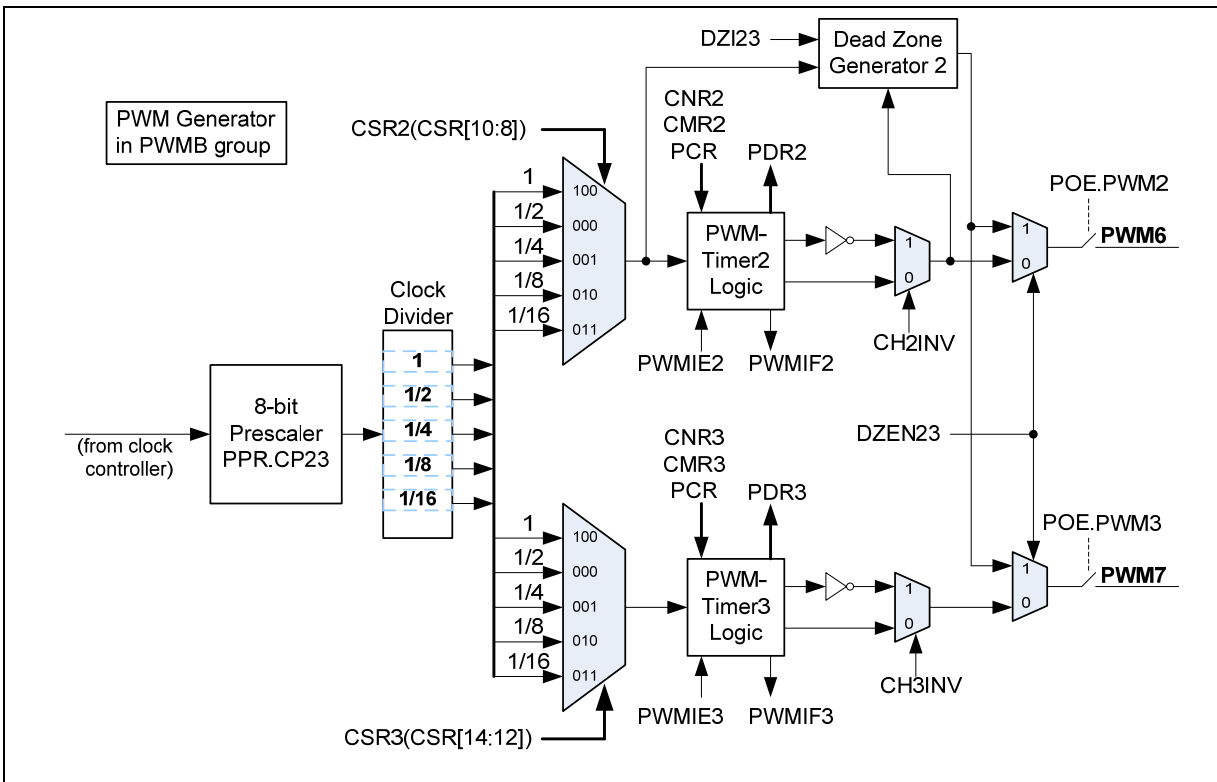 PWM Generator
in PWMB group
DZI23
Dead Zone
Generator 2
CSR2(CSR[10:8])
CNR2
CMR2
PCR
PDR2
1
1/2
1/4
1/8
1/16
100
000
001
010
011
PWM-
Timer2
Logic
1
0
PWMIE2
PWMIF2
CH2INV
1
0
POE.PWM2
PWM6
(from clock
controller)
8-bit
Prescaler
PPR.CP23
Clock
Divider
1
1/2
1/4
1/8
1/16
DZEN23
CNR3
CMR3
PCR
PDR3
1
1/2
1/4
1/8
1/16
100
000
001
010
011
PWM-
Timer3
Logic
1
0
PWMIE3
PWMIF3
CH3INV
1
0
POE.PWM3
PWM7
CSR3(CSR[14:12])